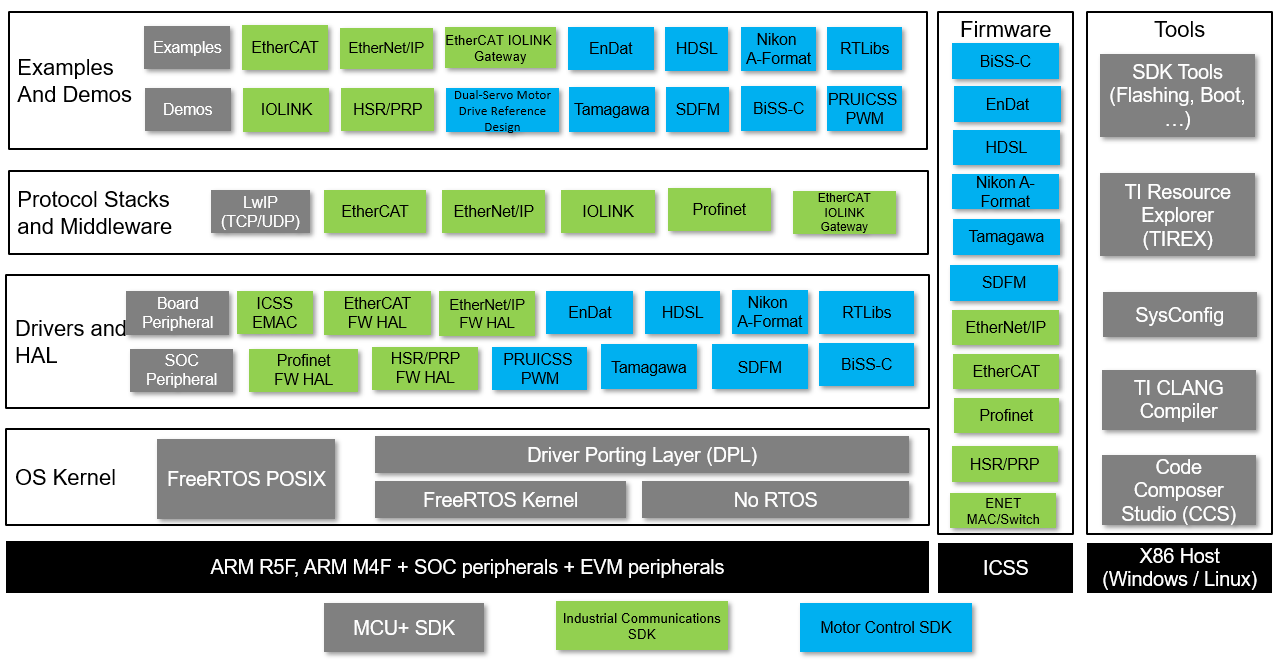 Examples
And Demos
Examples
EtherCAT
EtherNet/IP
EtherCAT IOLINK
Gateway
EnDat
HDSL
Nikon
A-Format
RTLibs
Demos
IOLINK
HSR/PRP
Dual-Servo Motor
Drive Reference
Design
Tamagawa
SDFM
BiSS-C
PRUICSS
PWM
Protocol Stacks
and Middleware
LwIP
(TCP/UDP)
EtherCAT
EtherNet/IP
IOLINK
Profinet
EtherCAT
IOLINK
Gateway
Drivers and
HAL
Board
Peripheral
ICSS
EMAC
EtherCAT
FW HAL
EtherNet/IP
FW HAL
EnDat
HDSL
Nikon
A-Format
RTLibs
SOC
Peripheral
Profinet
FW HAL
HSR/PRP
FW HAL
PRUICSS
PWM
Tamagawa
SDFM
BiSS-C
OS Kernel
FreeRTOS POSIX
Driver Porting Layer (DPL)
FreeRTOS Kernel
No RTOS
ARM R5F, ARM M4F + SOC peripherals + EVM peripherals
Firmware
BiSS-C
EnDat
HDSL
Nikon A-
Format
Tamagawa
SDFM
EtherNet/IP
EtherCAT
Profinet
HSR/PRP
ENET
MAC/Switch
ICSS
Tools
SDK Tools
(Flashing, Boot,
…)
TI Resource
Explorer
(TIREX)
SysConfig
TI CLANG
Compiler
Code
Composer
Studio (CCS)
X86 Host
(Windows / Linux)
MCU+ SDK
Industrial Communications
SDK
Motor Control SDK